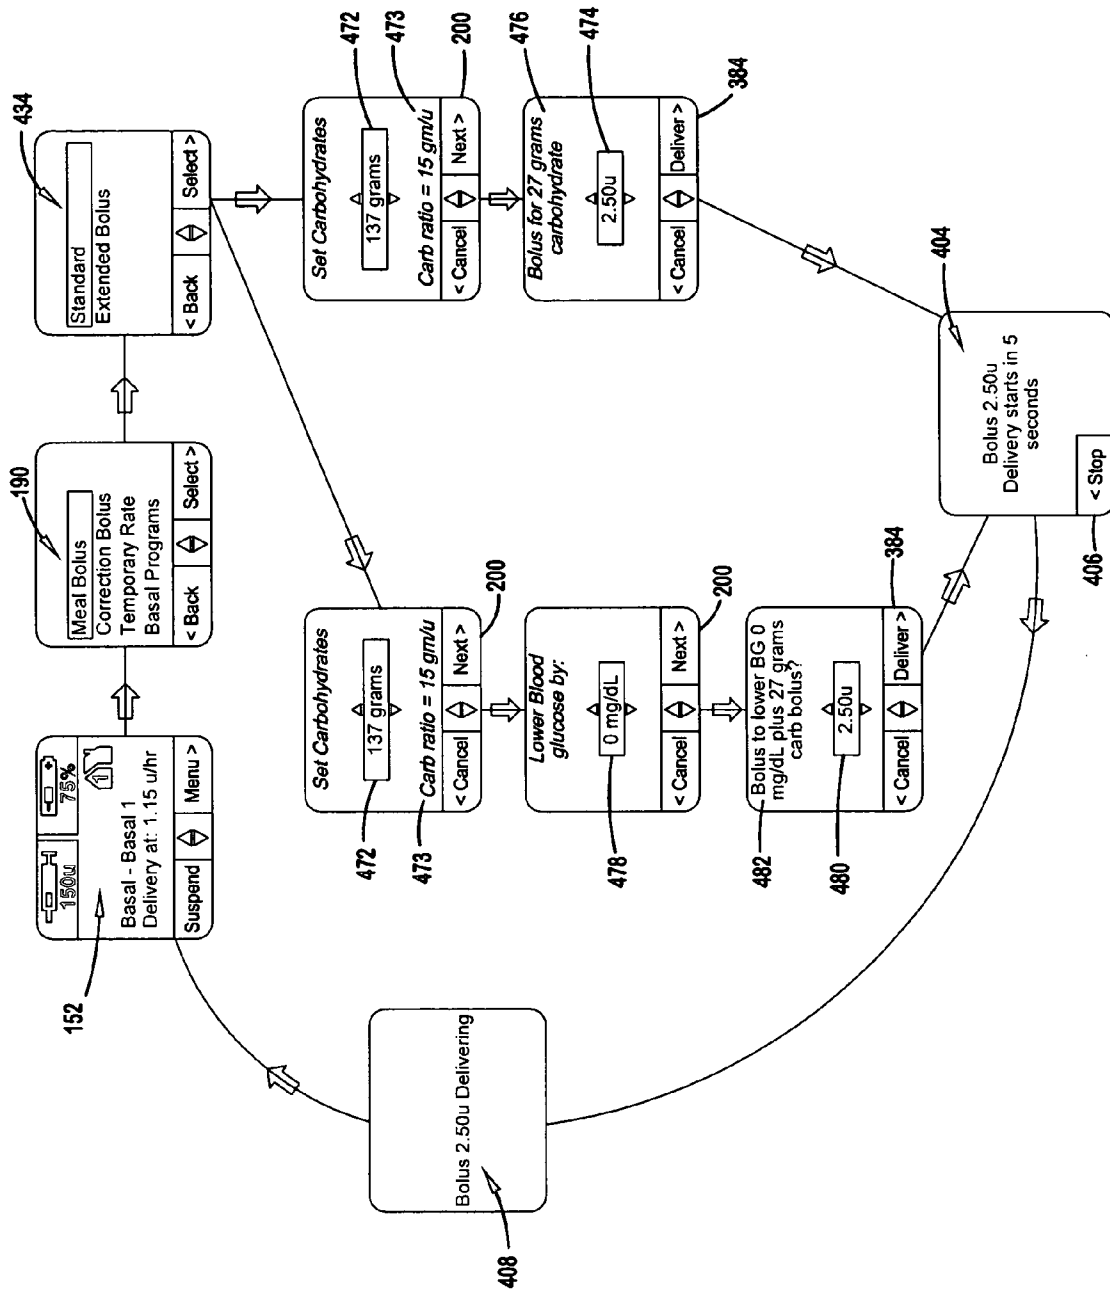 152
150u
75%
1
Basal - Basal 1
Delivery at: 1.15 u/hr
Suspend
Menu >
190
Meal Bolus
Correction Bolus
Temporary Rate
Basal Programs
< Back
Select >
434
Standard
Extended Bolus
< Back
Select >
Set Carbohydrates
472
137 grams
473
Carb ratio = 15 gm/u
< Cancel
Next >
200
Lower Blood
glucose by:
478
0 mg/dL
< Cancel
Next >
200
482
Bolus to lower BG 0
mg/dL plus 27 grams
carb bolus?
480
2.50u
< Cancel
Deliver >
384
Set Carbohydrates
472
137 grams
473
Carb ratio = 15 gm/u
200
< Cancel
Next >
476
Bolus for 27 grams
carbohydrate
474
2.50u
384
< Cancel
Deliver >
404
Bolus 2.50u
Delivery starts in 5
seconds
406
< Stop
408
Bolus 2.50u Delivering